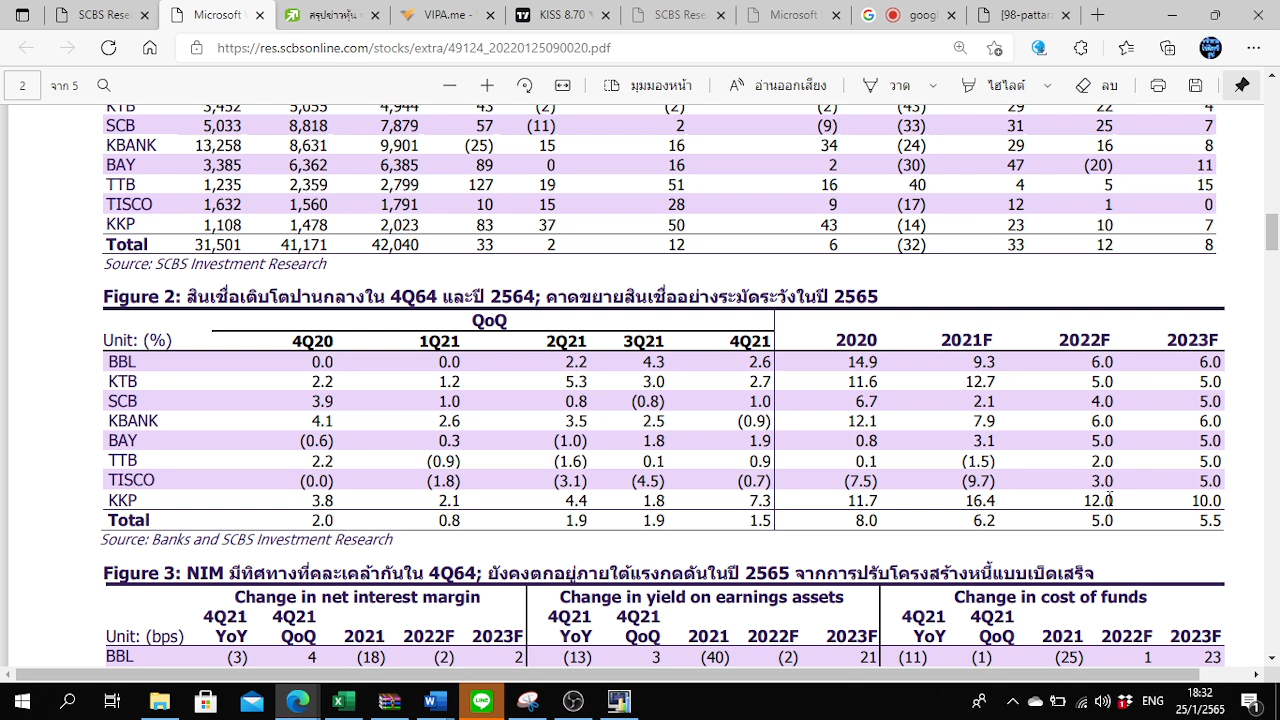 SCBS Rese
Microsoft V
สรุปข่าวหุ้น
VIPA.me -
KISS 8.70
SCBS Rese
Microsoft V
googl
[98-pattar
https://res.scbsonline.com/stocks/extra/49124_20220125090020.pdf
2 จาก 5 มุมมองหน้า อ่านออกเสียง วาด ไฮไลต์ ลบ
KTB 3,452 5,055 4,944 43 (2) (2) (2) (43) 29 22 4
SCB 5,033 8,818 7,879 57 (11) 2 (9) (33) 31 25 7
KBANK 13,258 8,631 9,901 (25) 15 16 34 (24) 29 16 8
BAY 3,385 6,362 6,385 89 0 16 2 (30) 47 (20) 11
TTB 1,235 2,359 2,799 127 19 51 16 40 4 5 15
TISCO 1,632 1,560 1,791 10 15 28 9 (17) 12 1 0
KKP 1,108 1,478 2,023 83 37 50 43 (14) 23 10 7
Total 31,501 41,171 42,040 33 2 12 6 (32) 33 12 8
Source: SCBS Investment Research
Figure 2: สินเชื่อเติบโตปานกลางใน 4Q64 และปี 2564; คาดขยายสินเชื่ออย่างระมัดระวังในปี 2565
QoQ
Unit: (%) 4Q20 1Q21 2Q21 3Q21 4Q21 2020 2021F 2022F 2023F
BBL 0.0 0.0 2.2 4.3 2.6 14.9 9.3 6.0 6.0
KTB 2.2 1.2 5.3 3.0 2.7 11.6 12.7 5.0 5.0
SCB 3.9 1.0 0.8 (0.8) 1.0 6.7 2.1 4.0 5.0
KBANK 4.1 2.6 3.5 2.5 (0.9) 12.1 7.9 6.0 6.0
BAY (0.6) 0.3 (1.0) 1.8 1.9 0.8 3.1 5.0 5.0
TTB 2.2 (0.9) (1.6) 0.1 0.9 0.1 (1.5) 2.0 5.0
TISCO (0.0) (1.8) (3.1) (4.5) (0.7) (7.5) (9.7) 3.0 5.0
KKP 3.8 2.1 4.4 1.8 7.3 11.7 16.4 12.0 10.0
Total 2.0 0.8 1.9 1.9 1.5 8.0 6.2 5.0 5.5
Source: Banks and SCBS Investment Research
Figure 3: NIM มีทิศทางที่คละเคล้ากันใน 4Q64; ยังคงตกอยู่ภายใต้แรงกดดันในปี 2565 จากการปรับโครงสร้างหนี้แบบเบ็ดเสร็จ
Change in net interest margin Change in yield on earnings assets Change in cost of funds
4Q21 4Q21 4Q21 4Q21 4Q21 4Q21
Unit: (bps) YoY QoQ 2021 2022F 2023F YoY QoQ 2021 2022F 2023F YoY QoQ 2021 2022F 2023F
BBL (3) 4 (18) (2) 2 (13) 3 (40) (2) 21 (11) (1) (25) 1 23
LINE
ENG
18:32
25/1/2565
1